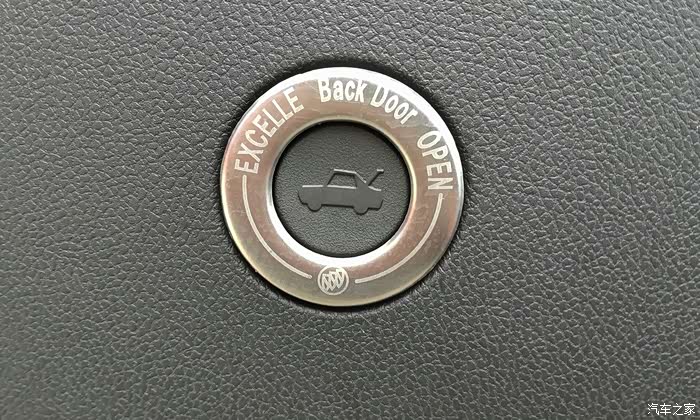 EXCELLE Back Door OPEN
汽车之家